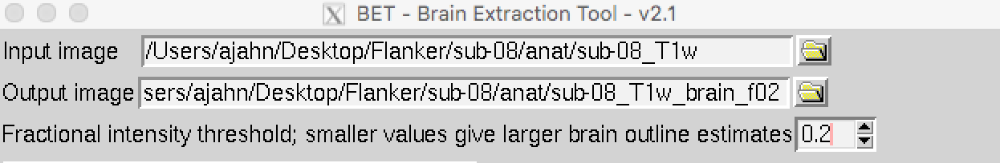 BET - Brain Extraction Tool - v2.1
Input image /Users/ajahn/Desktop/Flanker/sub-08/anat/sub-08_T1w
Output image sers/ajahn/Desktop/Flanker/sub-08/anat/sub-08_T1w_brain_f02
Fractional intensity threshold; smaller values give larger brain outline estimates 0.2